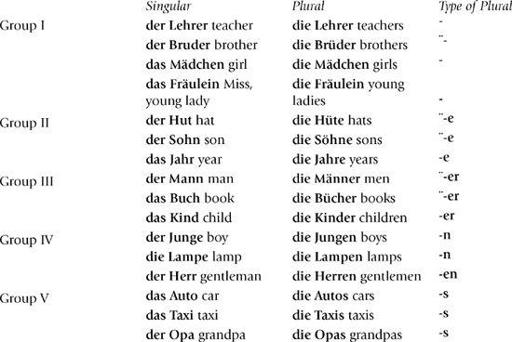 Singular Plural Type of Plural
Group I der Lehrer teacher die Lehrer teachers -
der Bruder brother die Brüder brothers ¨-
das Mädchen girl die Mädchen girls -
das Fräulein Miss, die Fräulein young
young lady ladies -
Group II der Hut hat die Hüte hats ¨-e
der Sohn son die Söhne sons ¨-e
das Jahr year die Jahre years -e
Group III der Mann man die Männer men ¨-er
das Buch book die Bücher books ¨-er
das Kind child die Kinder children -er
Group IV der Junge boy die Jungen boys -n
die Lampe lamp die Lampen lamps -n
der Herr gentleman die Herren gentlemen -en
Group V das Auto car die Autos cars -s
das Taxi taxi die Taxis taxis -s
der Opa grandpa die Opas grandpas -s